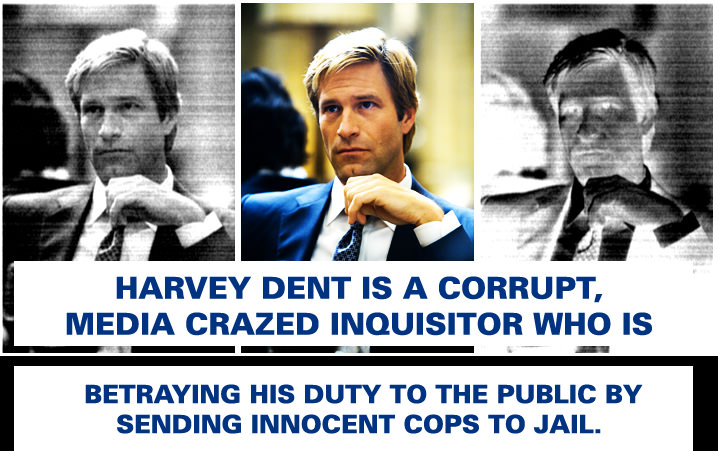 HARVEY DENT IS A CORRUPT,
MEDIA CRAZED INQUISITOR WHO IS
BETRAYING HIS DUTY TO THE PUBLIC BY
SENDING INNOCENT COPS TO JAIL.